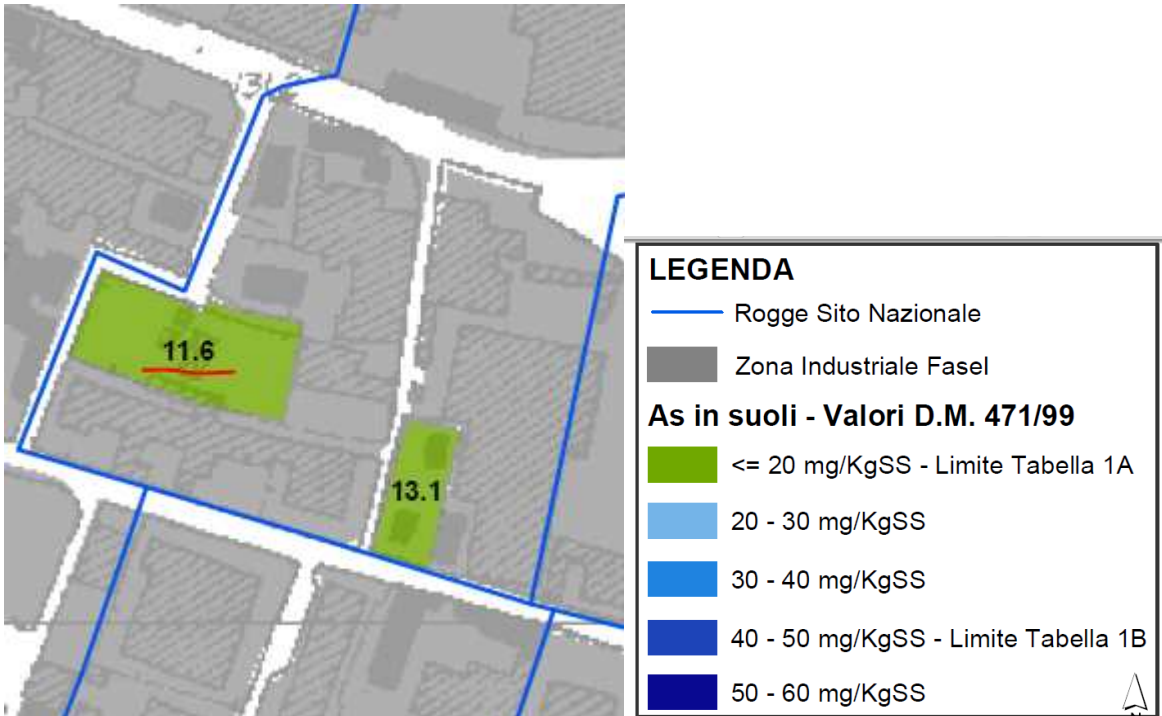 11.6
13.1
LEGENDA
Rogge Sito Nazionale
Zona Industriale Fasel
As in suoli - Valori D.M. 471/99
<= 20 mg/KgSS - Limite Tabella 1A
20 - 30 mg/KgSS
30 - 40 mg/KgSS
40 - 50 mg/KgSS - Limite Tabella 1B
50 - 60 mg/KgSS